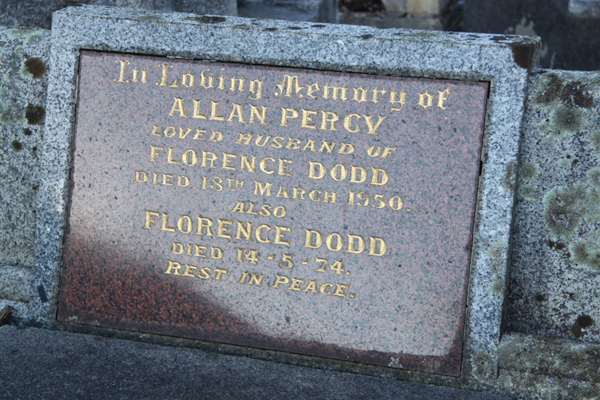 In Loving Memory of
ALLAN PERCY
LOVED HUSBAND OF
FLORENCE DODD
DIED 13TH MARCH 1950.
ALSO
FLORENCE DODD
DIED 14-5-74.
REST IN PEACE.